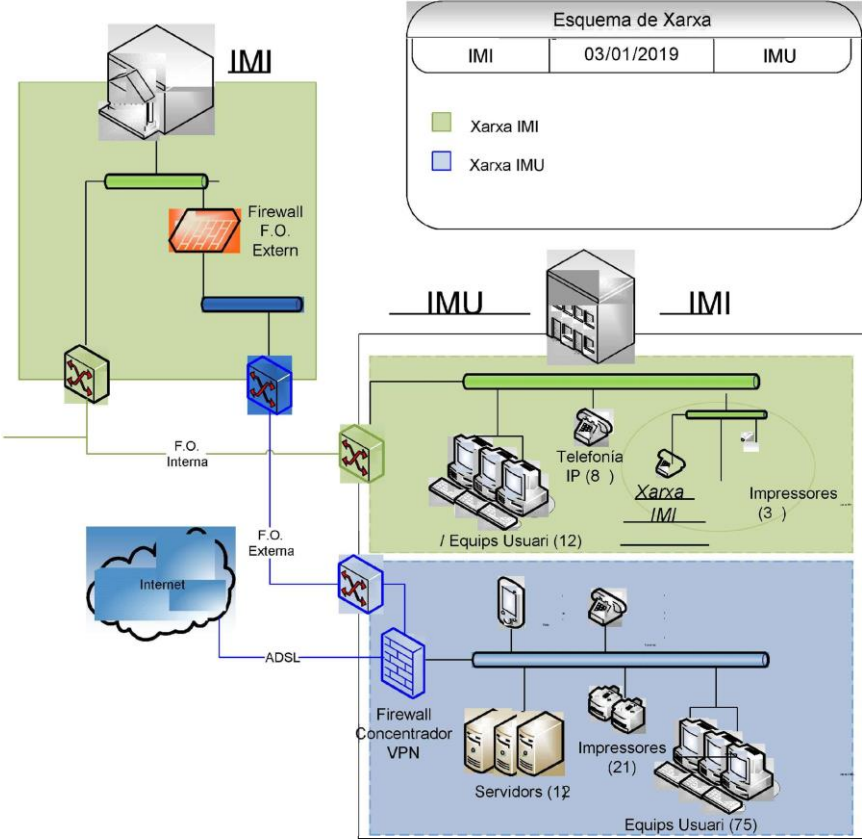 Esquema de Xarxa
IMI 03/01/2019 IMU
Xarxa IMI
Xarxa IMU
IMI
Firewall
F.O.
Extern
IMU IMI
F.O.
Interna
Telefonía
IP (8 )
Xarxa
IMI
Impressores
(3 )
/ Equips Usuari (12)
F.O.
Externa
Internet
ADSL
Firewall
Concentrador
VPN
Servidors (12
Impressores
(21)
Equips Usuari (75)